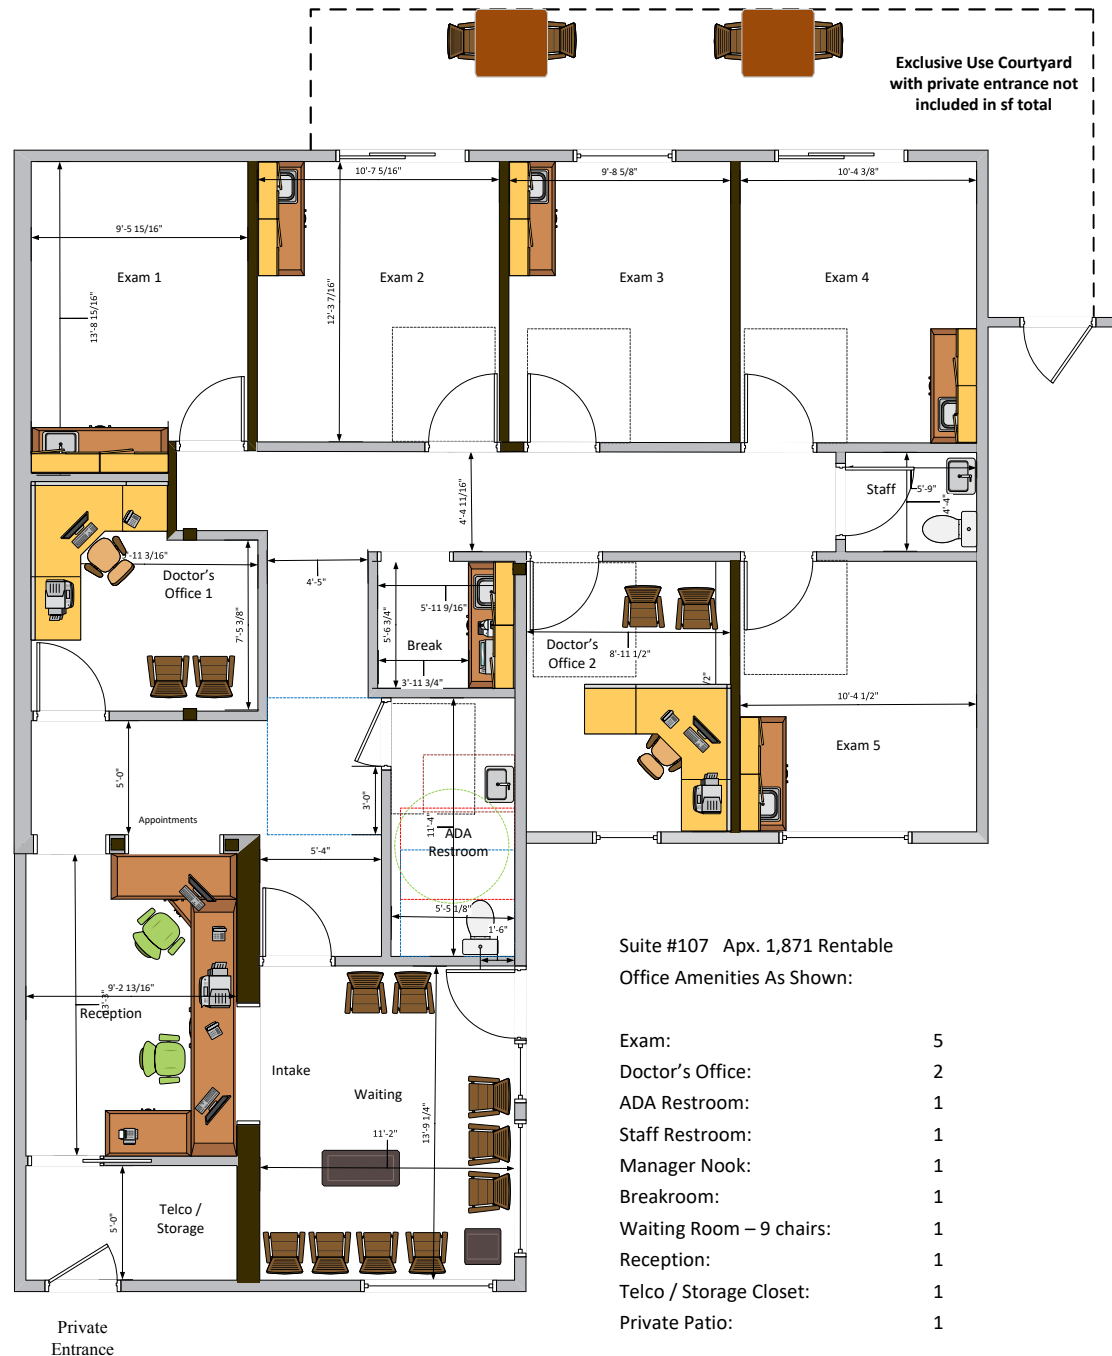 Exclusive Use Courtyard
with private entrance not
included in sf total
10'-7 5/16"
9'-8 5/8"
10'-4 3/8"
9'-5 15/16"
Exam 1
Exam 2
Exam 3
Exam 4
13'-8 15/16"
12'-3 7/16"
4'-4 11/16"
Staff
5'-9"
4'-4"
-11 3/16"
Doctor's
Office 1
7'-5 3/8"
4'-5"
5'-11 9/16"
5'-6 3/4"
Break
3'-11 3/4"
Doctor's
Office 2
8'-11 1/2"
/2"
10'-4 1/2"
Exam 5
5'-0"
3'-0"
Appointments
11'-4"
ADA
Restroom
5'-4"
5'-5 1/8"
1'-6"
9'-2 13/16"
13'-3"
Reception
Intake
Waiting
13'-9 1/4"
11'-2"
Telco /
Storage
5'-0"
Private
Entrance
Suite #107 Apx. 1,871 Rentable
Office Amenities As Shown:
Exam: 5
Doctor's Office: 2
ADA Restroom: 1
Staff Restroom: 1
Manager Nook: 1
Breakroom: 1
Waiting Room – 9 chairs: 1
Reception: 1
Telco / Storage Closet: 1
Private Patio: 1